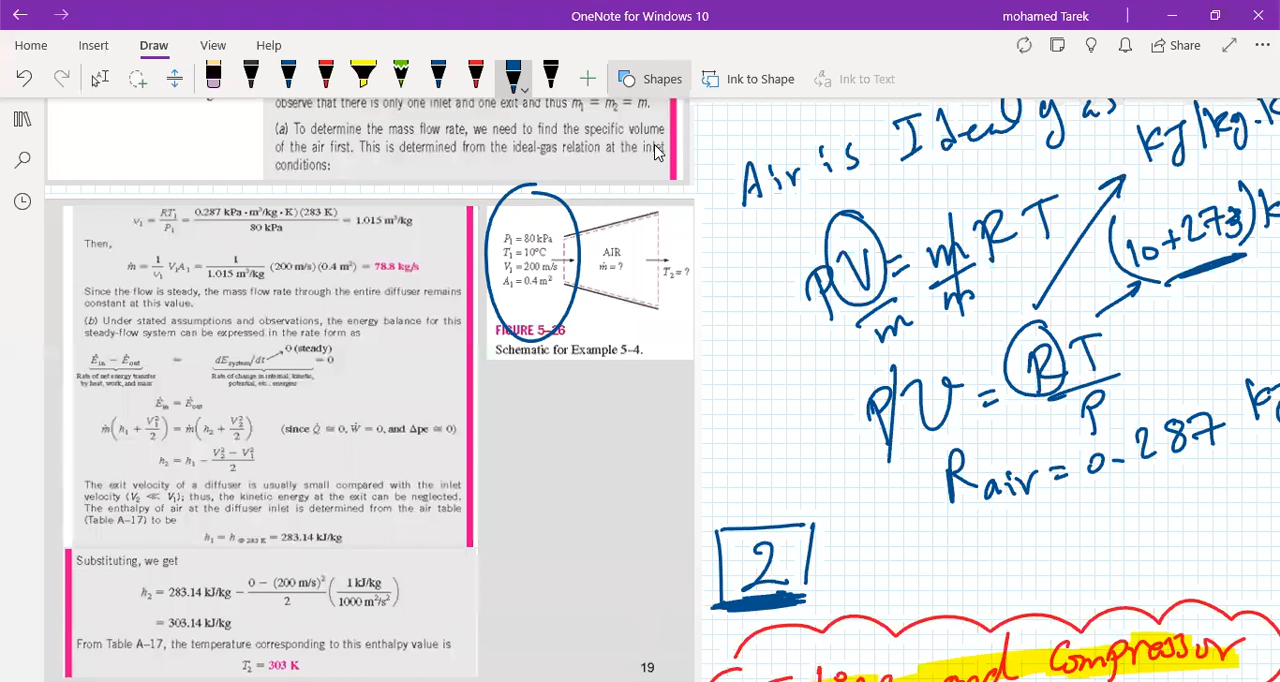 OneNote for Windows 10
mohamed Tarek
Home Insert Draw View Help
Share
Shapes
Ink to Shape
Ink to Text
observe that there is only one inlet and one exit and thus ṁ₁ = ṁ₂ = ṁ.
(a) To determine the mass flow rate, we need to find the specific volume
of the air first. This is determined from the ideal-gas relation at the inlet
conditions:
v₁ = RT₁/P₁ = (0.287 kPa·m³/kg·K)(283 K)/80 kPa = 1.015 m³/kg
Then,
ṁ = 1/v₁ V₁A₁ = 1/(1.015 m³/kg) (200 m/s)(0.4 m²) = 78.8 kg/s
Since the flow is steady, the mass flow rate through the entire diffuser remains
constant at this value.
(b) Under stated assumptions and observations, the energy balance for this
steady-flow system can be expressed in the rate form as
Ėin − Ėout = dEsystem/dt 0 (steady) = 0
Rate of net energy transfer
by heat, work, and mass
Rate of change in internal, kinetic,
potential, etc., energies
Ėin = Ėout
ṁ(h₁ + V₁²/2) = ṁ(h₂ + V₂²/2) (since Q̇ ≅ 0, Ẇ = 0, and Δpe ≅ 0)
h₂ = h₁ − (V₂² − V₁²)/2
The exit velocity of a diffuser is usually small compared with the inlet
velocity (V₂ ≪ V₁); thus, the kinetic energy at the exit can be neglected.
The enthalpy of air at the diffuser inlet is determined from the air table
(Table A–17) to be
h₁ = h @ 283 K = 283.14 kJ/kg
Substituting, we get
h₂ = 283.14 kJ/kg − (0 − (200 m/s)²)/2 (1 kJ/kg / 1000 m²/s²)
= 303.14 kJ/kg
From Table A–17, the temperature corresponding to this enthalpy value is
T₂ = 303 K
19
P₁ = 80 kPa
T₁ = 10°C
V₁ = 200 m/s
A₁ = 0.4 m²
AIR
ṁ = ?
T₂ = ?
FIGURE 5–26
Schematic for Example 5–4.
Air is Ideal gas
kJ/kg.k
PV/m = m/m RT
(10+273)k
PV = RT/P
Rair = 0.287
2
and Compressor